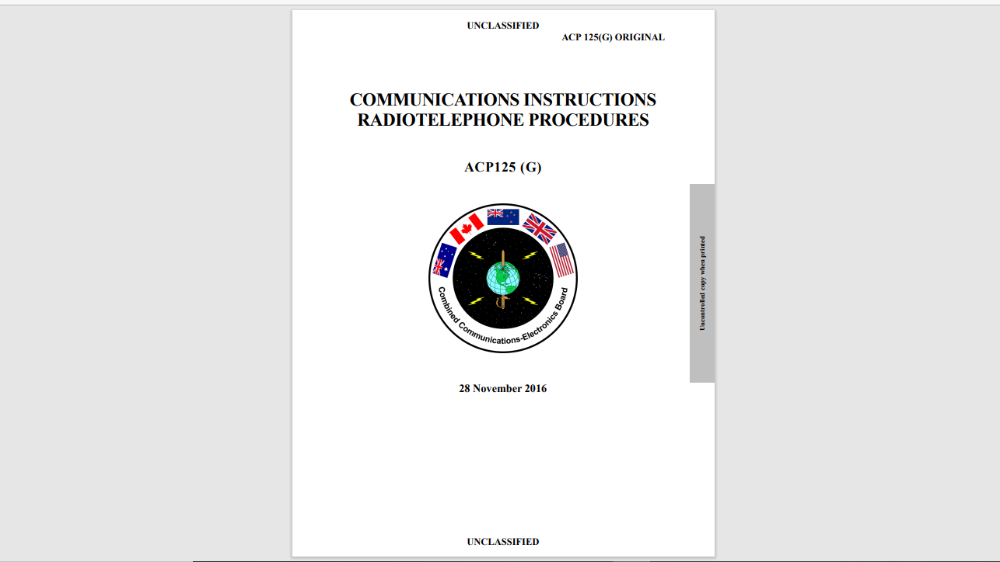 UNCLASSIFIED
ACP 125(G) ORIGINAL
COMMUNICATIONS INSTRUCTIONS
RADIOTELEPHONE PROCEDURES
ACP125 (G)
Combined Communications-Electronics Board
Uncontrolled copy when printed
28 November 2016
UNCLASSIFIED